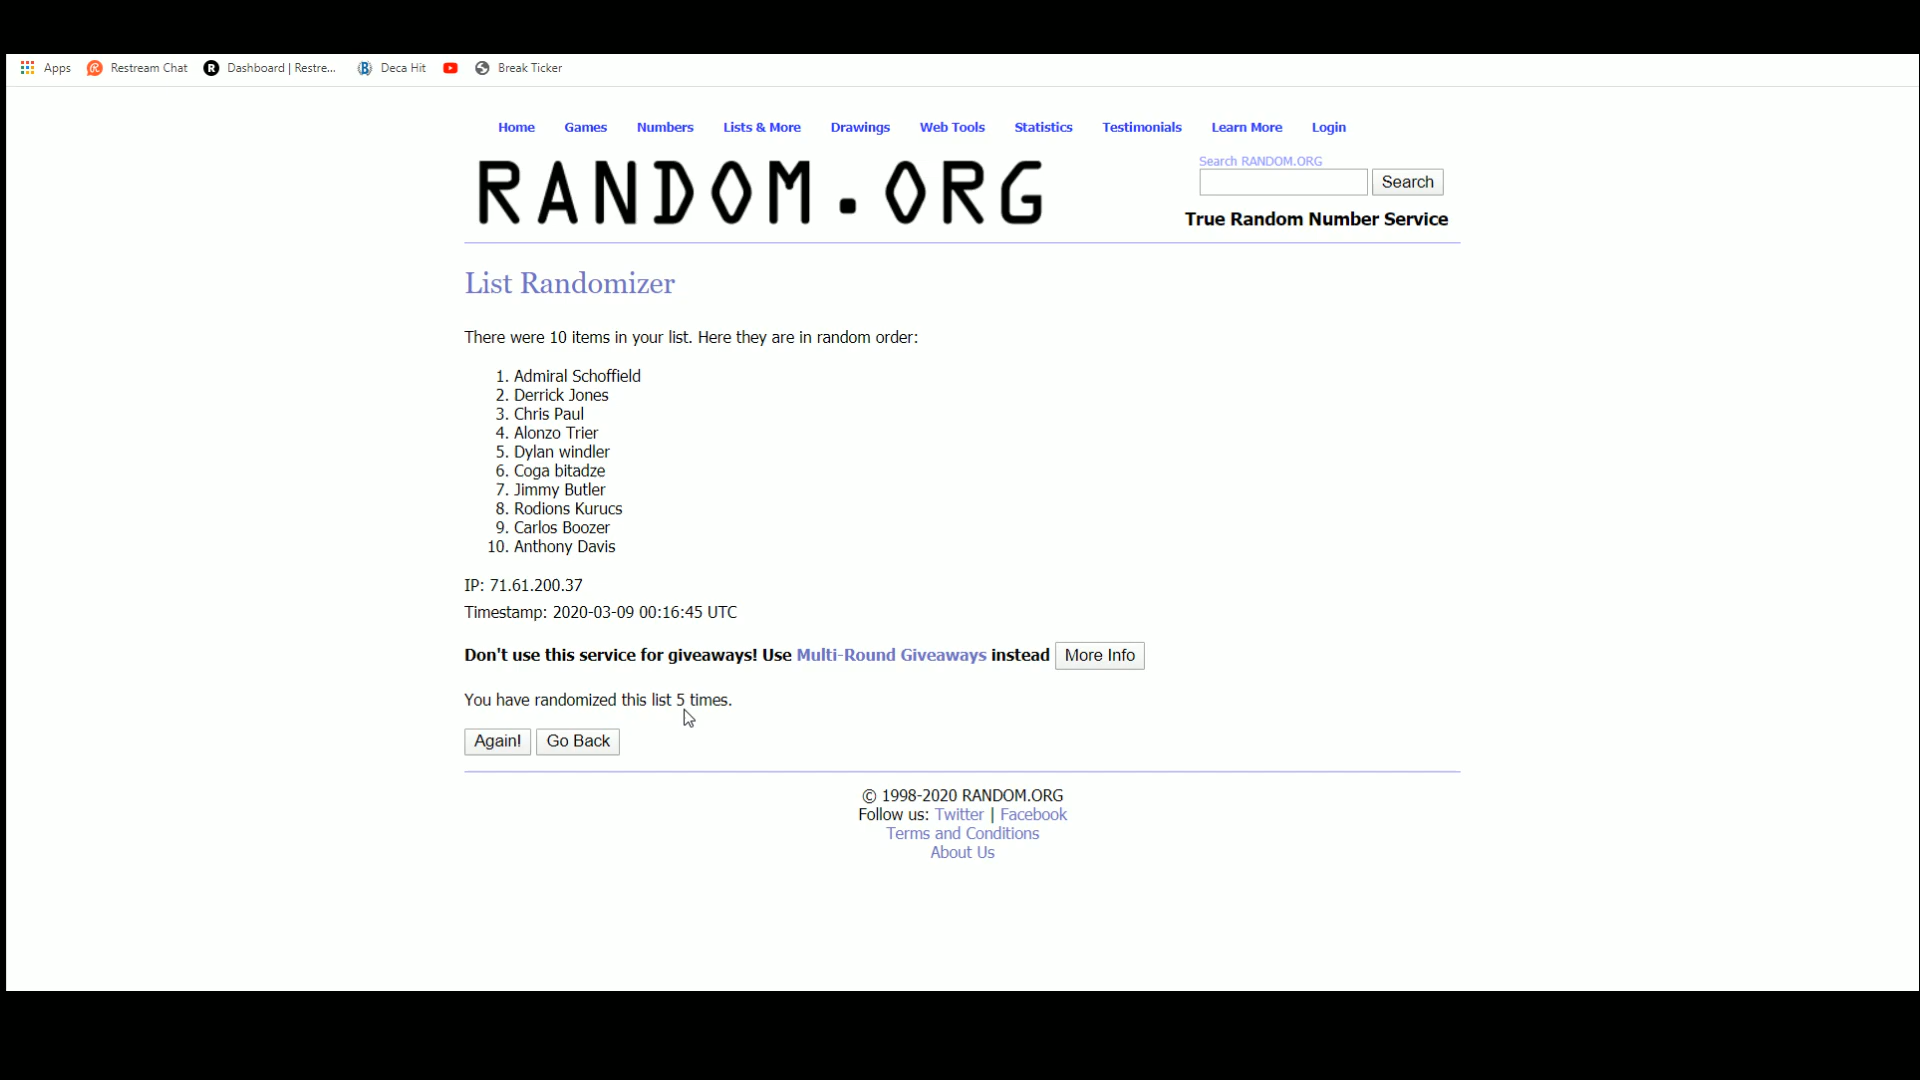 Apps Restream Chat Dashboard | Restre... Deca Hit Break Ticker
Home Games Numbers Lists & More Drawings Web Tools Statistics Testimonials Learn More Login
RANDOM.ORG
Search RANDOM.ORG
Search
True Random Number Service
List Randomizer
There were 10 items in your list. Here they are in random order:
1. Admiral Schoffield
2. Derrick Jones
3. Chris Paul
4. Alonzo Trier
5. Dylan windler
6. Coga bitadze
7. Jimmy Butler
8. Rodions Kurucs
9. Carlos Boozer
10. Anthony Davis
IP: 71.61.200.37
Timestamp: 2020-03-09 00:16:45 UTC
Don't use this service for giveaways! Use Multi-Round Giveaways instead More Info
You have randomized this list 5 times.
Again! Go Back
© 1998-2020 RANDOM.ORG
Follow us: Twitter | Facebook
Terms and Conditions
About Us